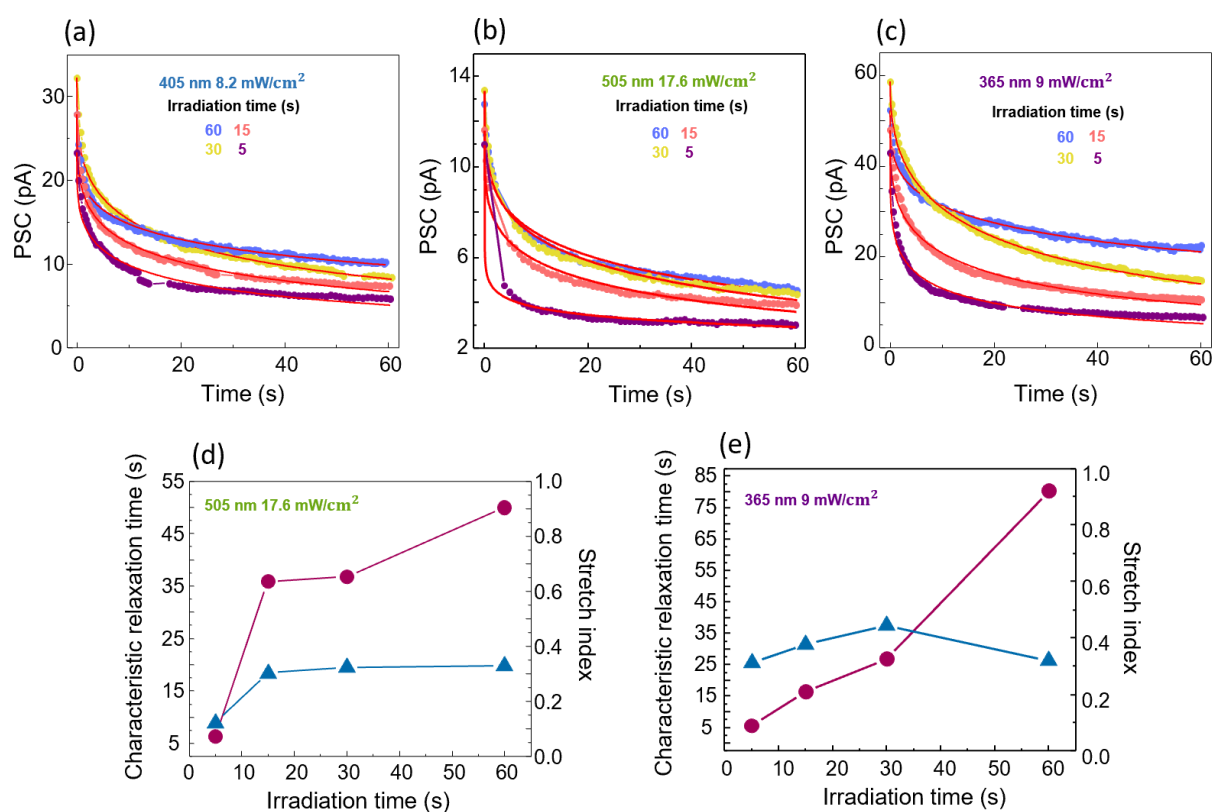 (a)
405 nm 8.2 mW/cm²
Irradiation time (s)
60 15
30 5
PSC (pA)
30
20
10
0
0 20 40 60
Time (s)
(b)
505 nm 17.6 mW/cm²
Irradiation time (s)
60 15
30 5
PSC (pA)
14
10
6
2
0 20 40 60
Time (s)
(c)
365 nm 9 mW/cm²
Irradiation time (s)
60 15
30 5
PSC (pA)
60
40
20
0
0 20 40 60
Time (s)
(d)
505 nm 17.6 mW/cm²
Characteristic relaxation time (s)
55
45
35
25
15
5
1.0
0.8
0.6
0.4
0.2
0.0
Stretch index
0 10 20 30 40 50 60
Irradiation time (s)
(e)
365 nm 9 mW/cm²
Characteristic relaxation time (s)
85
75
65
55
45
35
25
15
5
1.0
0.8
0.6
0.4
0.2
0.0
Stretch index
0 10 20 30 40 50 60
Irradiation time (s)